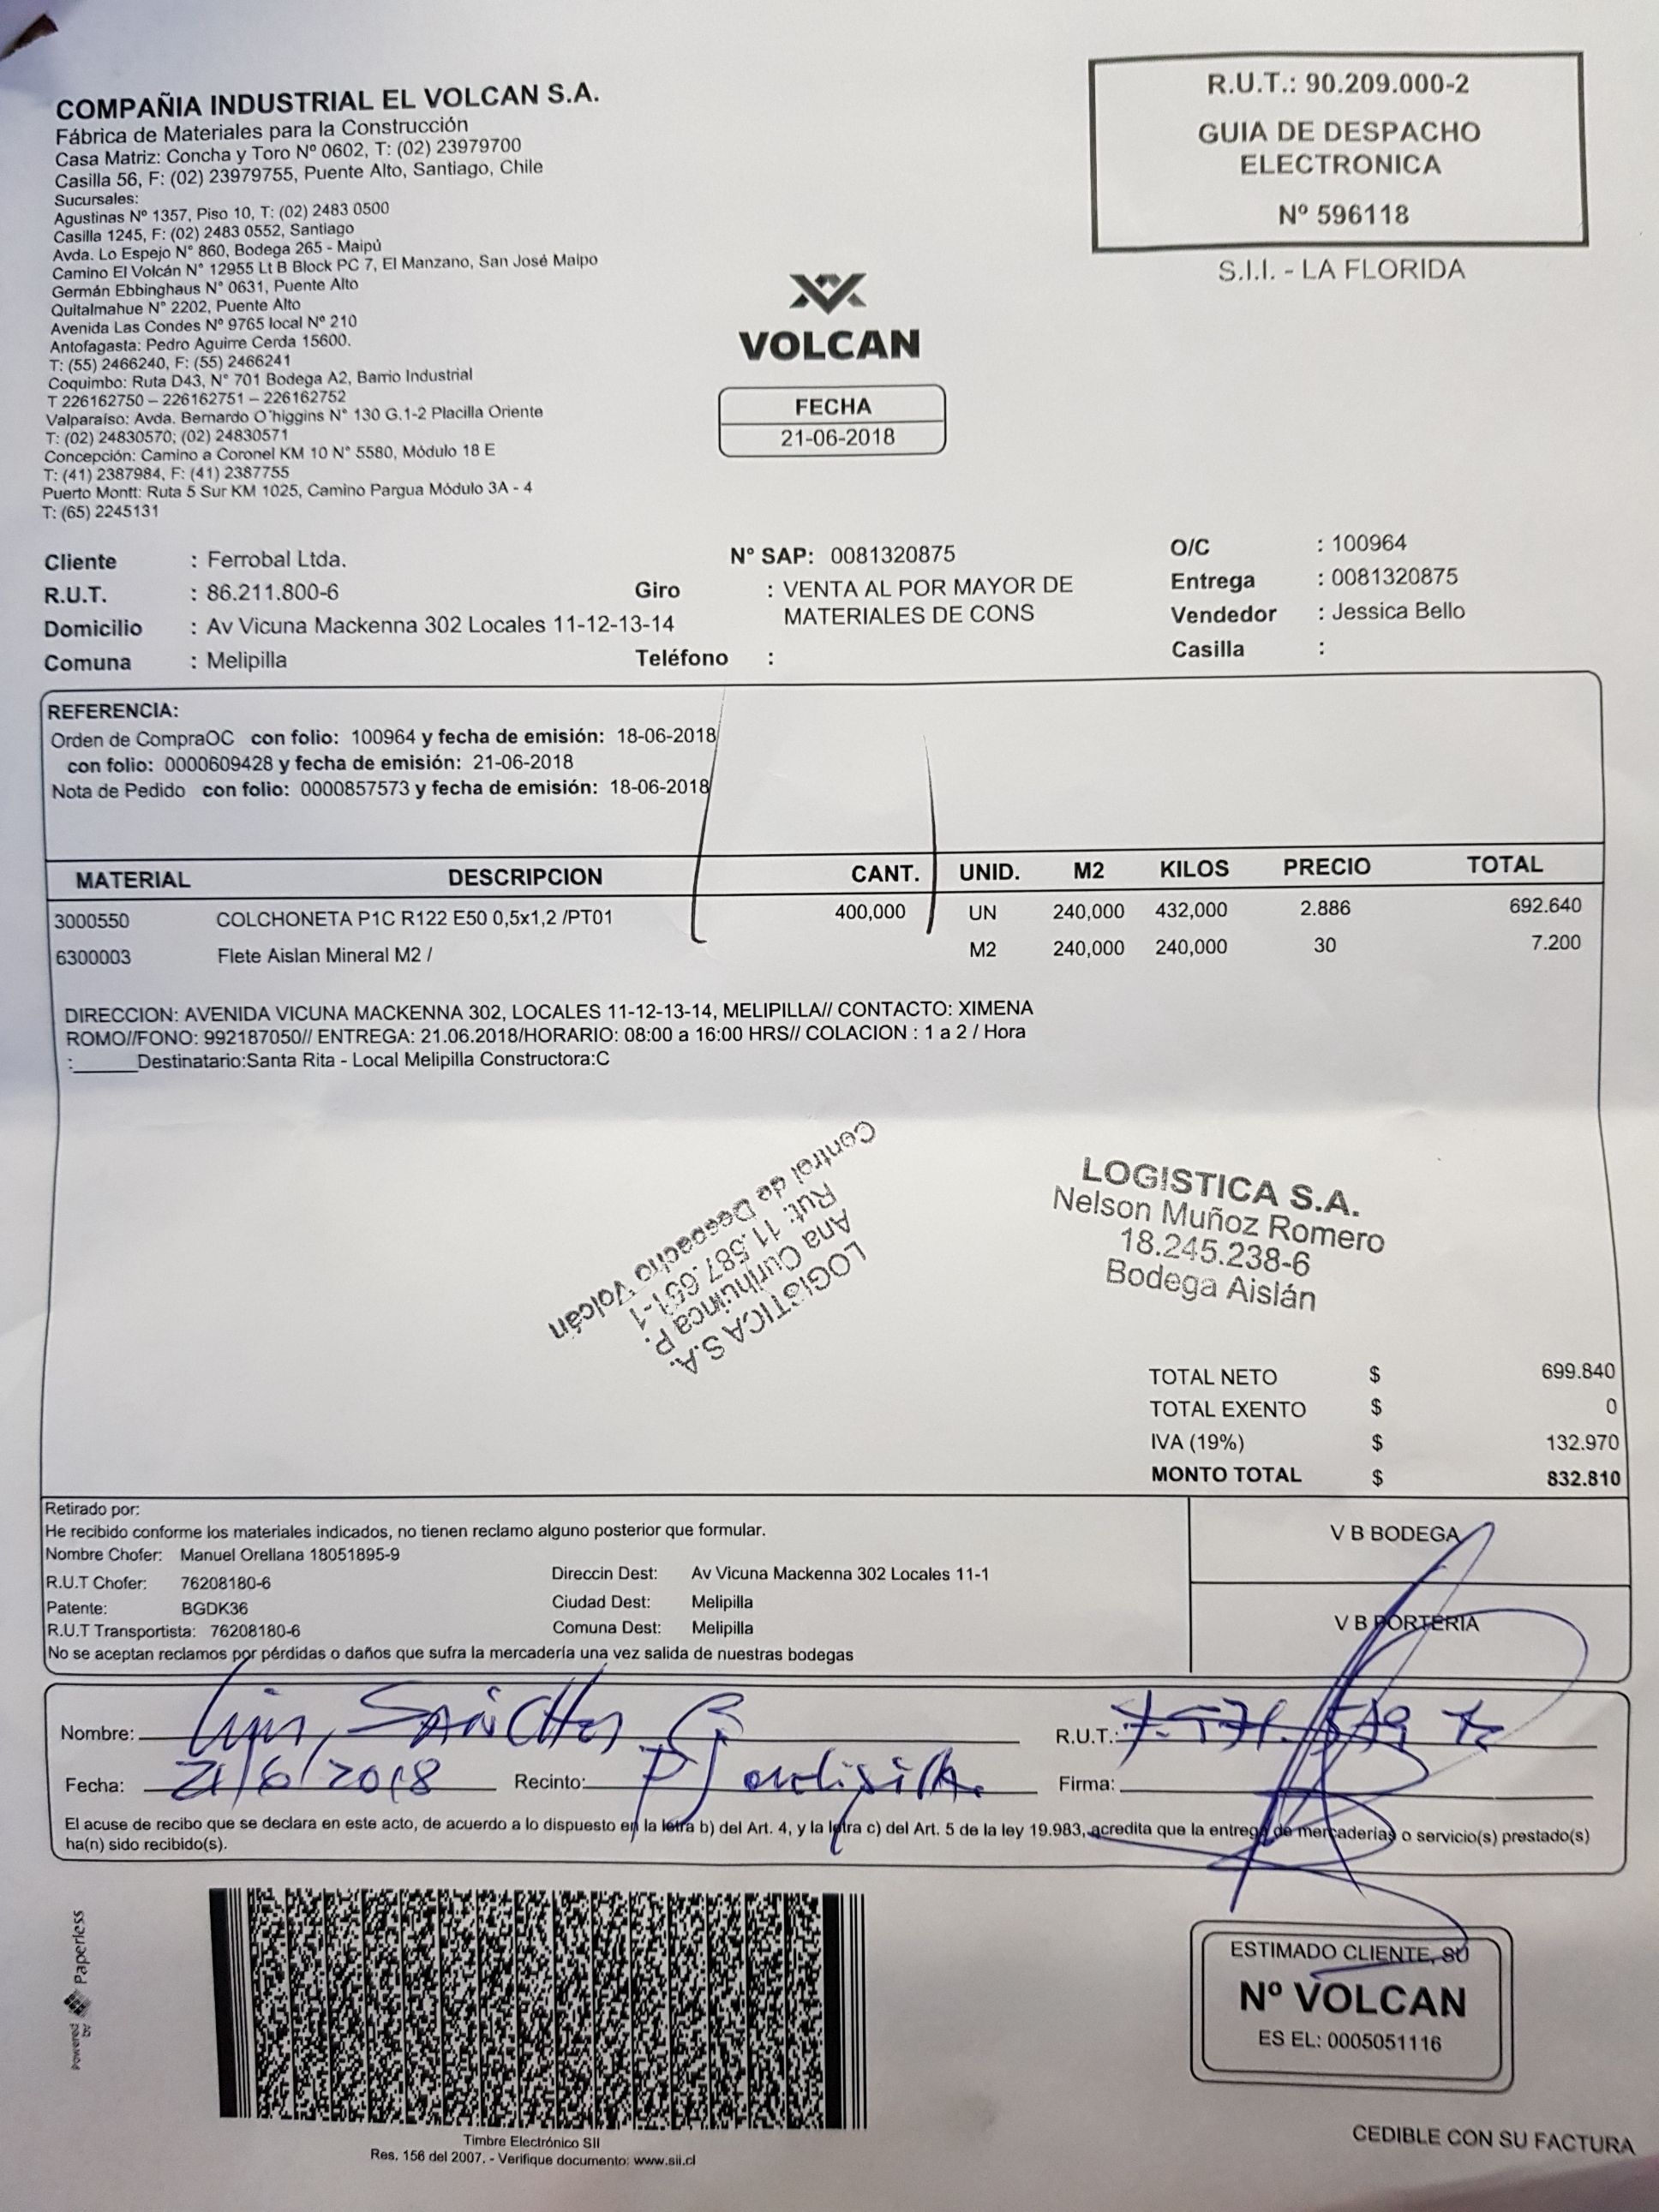 COMPAÑIA INDUSTRIAL EL VOLCAN S.A.
Fábrica de Materiales para la Construcción
Casa Matriz: Concha y Toro Nº 0602, T: (02) 23979700
Casilla 56, F: (02) 23979755, Puente Alto, Santiago, Chile
Sucursales:
Agustinas Nº 1357, Piso 10, T: (02) 2483 0500
Casilla 1245, F: (02) 2483 0552, Santiago
Avda. Lo Espejo N° 860, Bodega 265 - Maipú
Camino El Volcán N° 12955 Lt B Block PC 7, El Manzano, San José Maipo
Germán Ebbinghaus N° 0631, Puente Alto
Quitalmahue N° 2202, Puente Alto
Avenida Las Condes Nº 9765 local Nº 210
Antofagasta: Pedro Aguirre Cerda 15600.
T: (55) 2466240, F: (55) 2466241
Coquimbo: Ruta D43, N° 701 Bodega A2, Barrio Industrial
T 226162750 – 226162751 – 226162752
Valparaíso: Avda. Bernardo O'higgins N° 130 G.1-2 Placilla Oriente
T: (02) 24830570; (02) 24830571
Concepción: Camino a Coronel KM 10 N° 5580, Módulo 18 E
T: (41) 2387984, F: (41) 2387755
Puerto Montt: Ruta 5 Sur KM 1025, Camino Pargua Módulo 3A - 4
T: (65) 2245131
R.U.T.: 90.209.000-2
GUIA DE DESPACHO
ELECTRONICA
Nº 596118
S.I.I. - LA FLORIDA
VOLCAN
FECHA
21-06-2018
Cliente : Ferrobal Ltda. N° SAP: 0081320875 O/C : 100964
R.U.T. : 86.211.800-6 Giro : VENTA AL POR MAYOR DE Entrega : 0081320875
MATERIALES DE CONS Vendedor : Jessica Bello
Domicilio : Av Vicuna Mackenna 302 Locales 11-12-13-14
Comuna : Melipilla Teléfono : Casilla :
REFERENCIA:
Orden de CompraOC con folio: 100964 y fecha de emisión: 18-06-2018
con folio: 0000609428 y fecha de emisión: 21-06-2018
Nota de Pedido con folio: 0000857573 y fecha de emisión: 18-06-2018
MATERIAL DESCRIPCION CANT. UNID. M2 KILOS PRECIO TOTAL
3000550 COLCHONETA P1C R122 E50 0,5x1,2 /PT01 400,000 UN 240,000 432,000 2.886 692.640
6300003 Flete Aislan Mineral M2 / M2 240,000 240,000 30 7.200
DIRECCION: AVENIDA VICUNA MACKENNA 302, LOCALES 11-12-13-14, MELIPILLA// CONTACTO: XIMENA
ROMO//FONO: 992187050// ENTREGA: 21.06.2018/HORARIO: 08:00 a 16:00 HRS// COLACION : 1 a 2 / Hora
:______Destinatario:Santa Rita - Local Melipilla Constructora:C
LOGISTICA S.A.
Ana Curihuinca P.
Rut: 11.587.651-1
Control de Despacho Volcán
LOGISTICA S.A.
Nelson Muñoz Romero
18.245.238-6
Bodega Aislán
TOTAL NETO $ 699.840
TOTAL EXENTO $ 0
IVA (19%) $ 132.970
MONTO TOTAL $ 832.810
Retirado por:
He recibido conforme los materiales indicados, no tienen reclamo alguno posterior que formular.
Nombre Chofer: Manuel Orellana 18051895-9
R.U.T Chofer: 76208180-6 Direccin Dest: Av Vicuna Mackenna 302 Locales 11-1
Patente: BGDK36 Ciudad Dest: Melipilla
R.U.T Transportista: 76208180-6 Comuna Dest: Melipilla
No se aceptan reclamos por pérdidas o daños que sufra la mercadería una vez salida de nuestras bodegas
V B BODEGA
V B PORTERIA
Nombre: Luis Sánchez G R.U.T.:
Fecha: 21/6/2018 Recinto: Firma:
El acuse de recibo que se declara en este acto, de acuerdo a lo dispuesto en la letra b) del Art. 4, y la letra c) del Art. 5 de la ley 19.983, acredita que la entrega de mercaderias o servicio(s) prestado(s)
ha(n) sido recibido(s).
Powered by Paperless
Timbre Electrónico SII
Res. 156 del 2007. - Verifique documento: www.sii.cl
ESTIMADO CLIENTE, SU
Nº VOLCAN
ES EL: 0005051116
CEDIBLE CON SU FACTURA